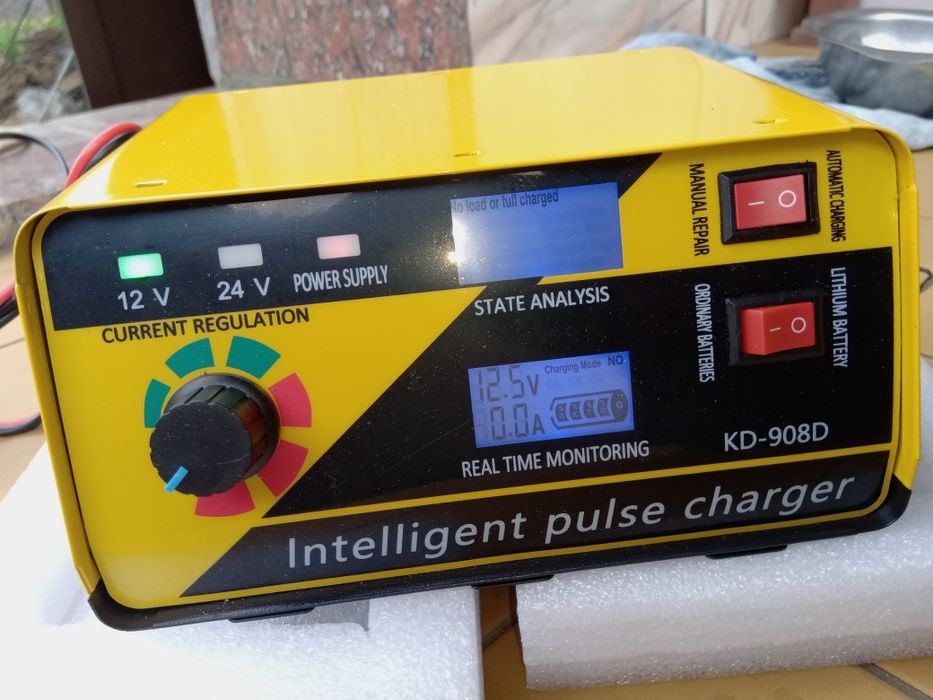 No load or full charged
12 V
24 V
POWER SUPPLY
STATE ANALYSIS
MANUAL REPAIR
AUTOMATIC CHARGING
CURRENT REGULATION
12.5V
Charging Mode NO
0.0A
REAL TIME MONITORING
ORDINARY BATTERIES
LITHIUM BATTERY
KD-908D
Intelligent pulse charger